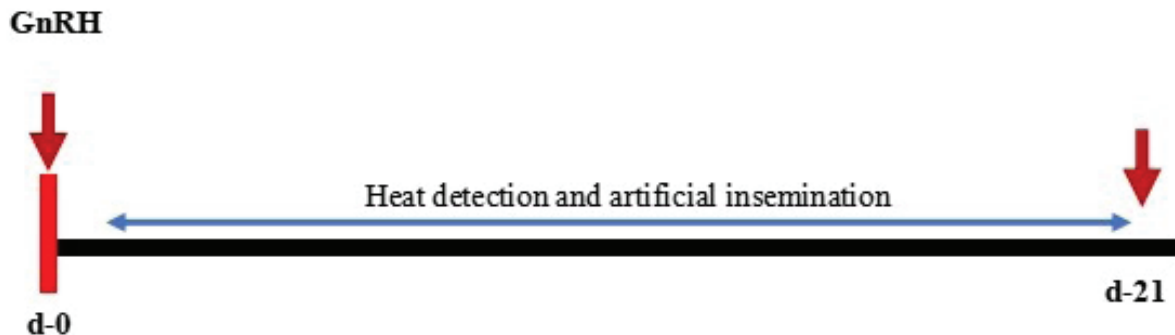 GnRH
Heat detection and artificial insemination
d-21
d-0